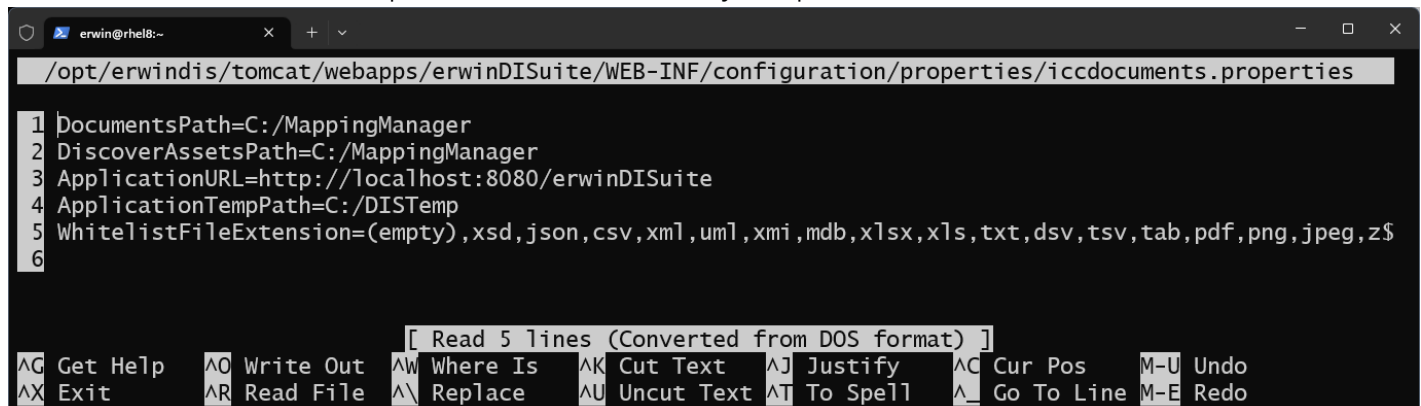 erwin@rhel8:~
/opt/erwindis/tomcat/webapps/erwinDISuite/WEB-INF/configuration/properties/iccdocuments.properties
1 DocumentsPath=C:/MappingManager
2 DiscoverAssetsPath=C:/MappingManager
3 ApplicationURL=http://localhost:8080/erwinDISuite
4 ApplicationTempPath=C:/DISTemp
5 WhitelistFileExtension=(empty),xsd,json,csv,xml,uml,xmi,mdb,xlsx,xls,txt,dsv,tsv,tab,pdf,png,jpeg,z$
6
[ Read 5 lines (Converted from DOS format) ]
^G Get Help ^O Write Out ^W Where Is ^K Cut Text ^J Justify ^C Cur Pos M-U Undo
^X Exit ^R Read File ^\ Replace ^U Uncut Text ^T To Spell ^_ Go To Line M-E Redo